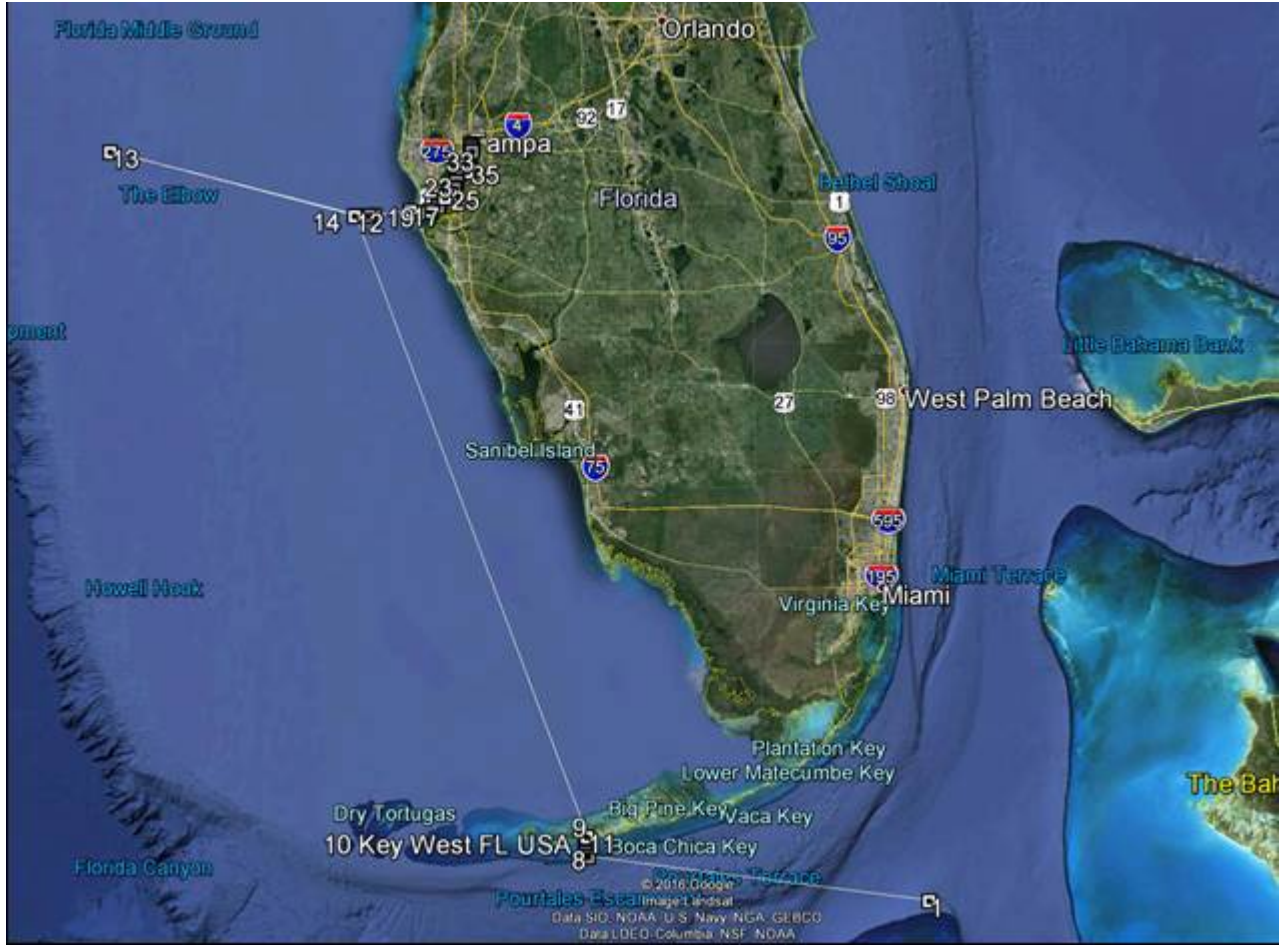 Florida Middle Ground
Orlando
92
17
4
275
Tampa
33
35
13
The Elbow
23
25
14
12
19
17
Florida
Bethel Shoal
1
95
pment
Little Bahama Bank
41
27
98
West Palm Beach
Sanibel Island
75
595
Howell Hook
195
Miami Terrace
Virginia Key
Miami
Plantation Key
Lower Matecumbe Key
The Bah
Dry Tortugas
9
Big Pine Key
Vaca Key
10 Key West FL USA
11
Boca Chica Key
8
Florida Canyon
Pourtales Terrace
© 2016 Google
Pourtales Escar
Image Landsat
1
Data SIO, NOAA, U.S. Navy, NGA, GEBCO
Data LDEO-Columbia, NSF, NOAA